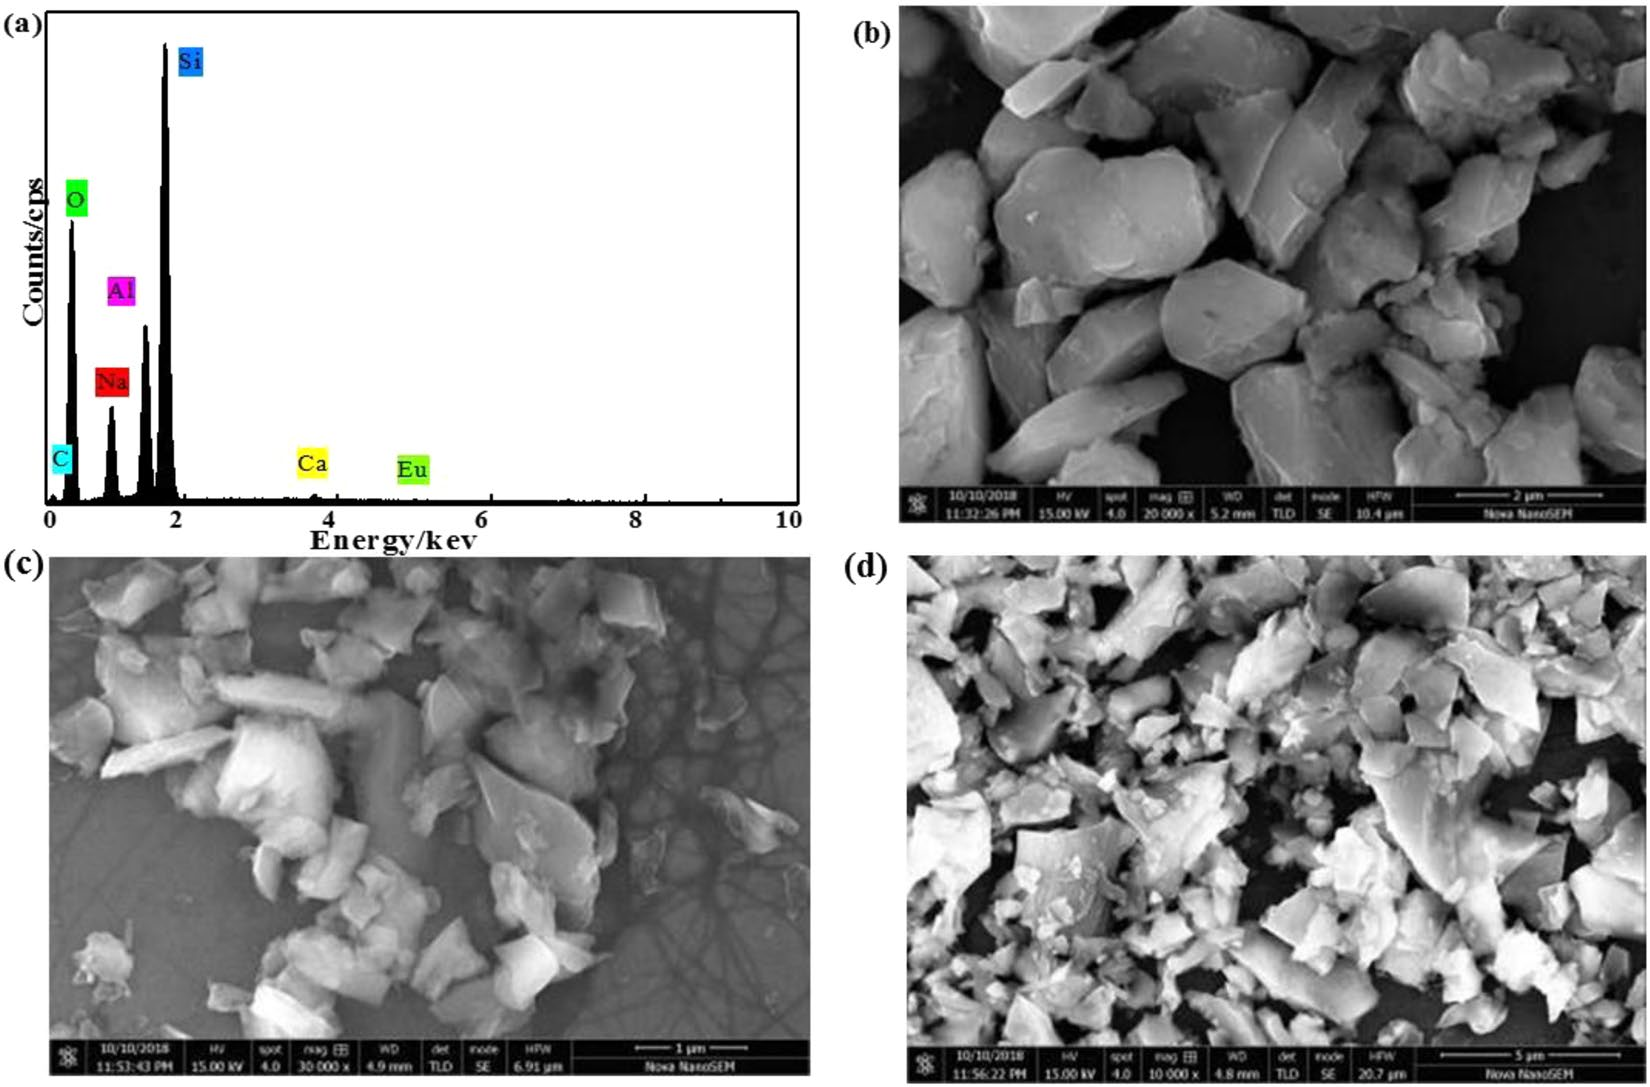 (a)
Counts/cps
Si
O
Al
Na
C
Ca
Eu
0 2 4 6 8 10
Energy/kev
(b)
10/10/2018 HV spot mag WD det mode HFW 2 µm
11:32:26 PM 15.00 kV 4.0 20 000 x 5.2 mm TLD SE 10.4 µm Nova NanoSEM
(c)
10/10/2018 HV spot mag WD det mode HFW 1 µm
11:53:43 PM 15.00 kV 4.0 30 000 x 4.9 mm TLD SE 6.91 µm Nova NanoSEM
(d)
10/10/2018 HV spot mag WD det mode HFW 5 µm
11:56:22 PM 15.00 kV 4.0 10 000 x 4.8 mm TLD SE 20.7 µm Nova NanoSEM